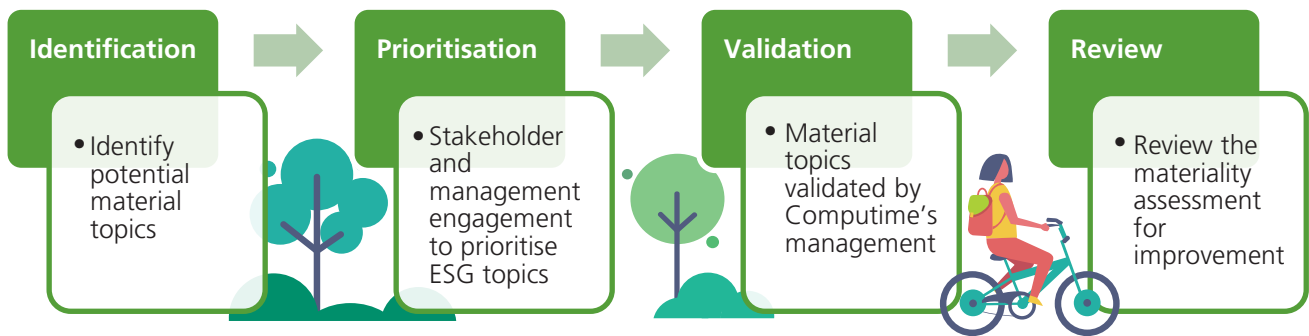 Identification
• Identify
potential
material
topics
Prioritisation
• Stakeholder
and
management
engagement
to prioritise
ESG topics
Validation
• Material
topics
validated by
Computime's
management
Review
• Review the
materiality
assessment
for
improvement